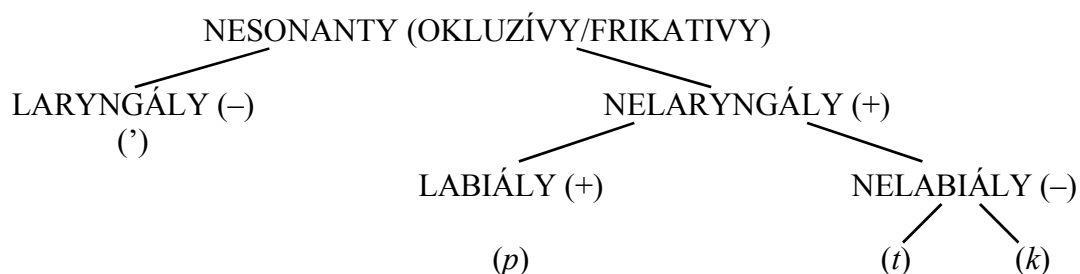 NESONANTY (OKLUZÍVY/FRIKATIVY)
LARYNGÁLY (–) NELARYNGÁLY (+)
(’)
LABIÁLY (+) NELABIÁLY (–)
(p) (t) (k)